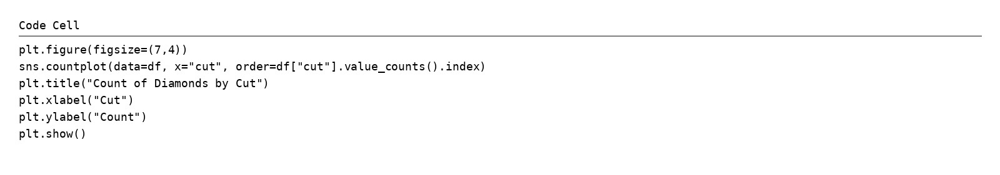 Code Cell
plt.figure(figsize=(7,4))
sns.countplot(data=df, x="cut", order=df["cut"].value_counts().index)
plt.title("Count of Diamonds by Cut")
plt.xlabel("Cut")
plt.ylabel("Count")
plt.show()